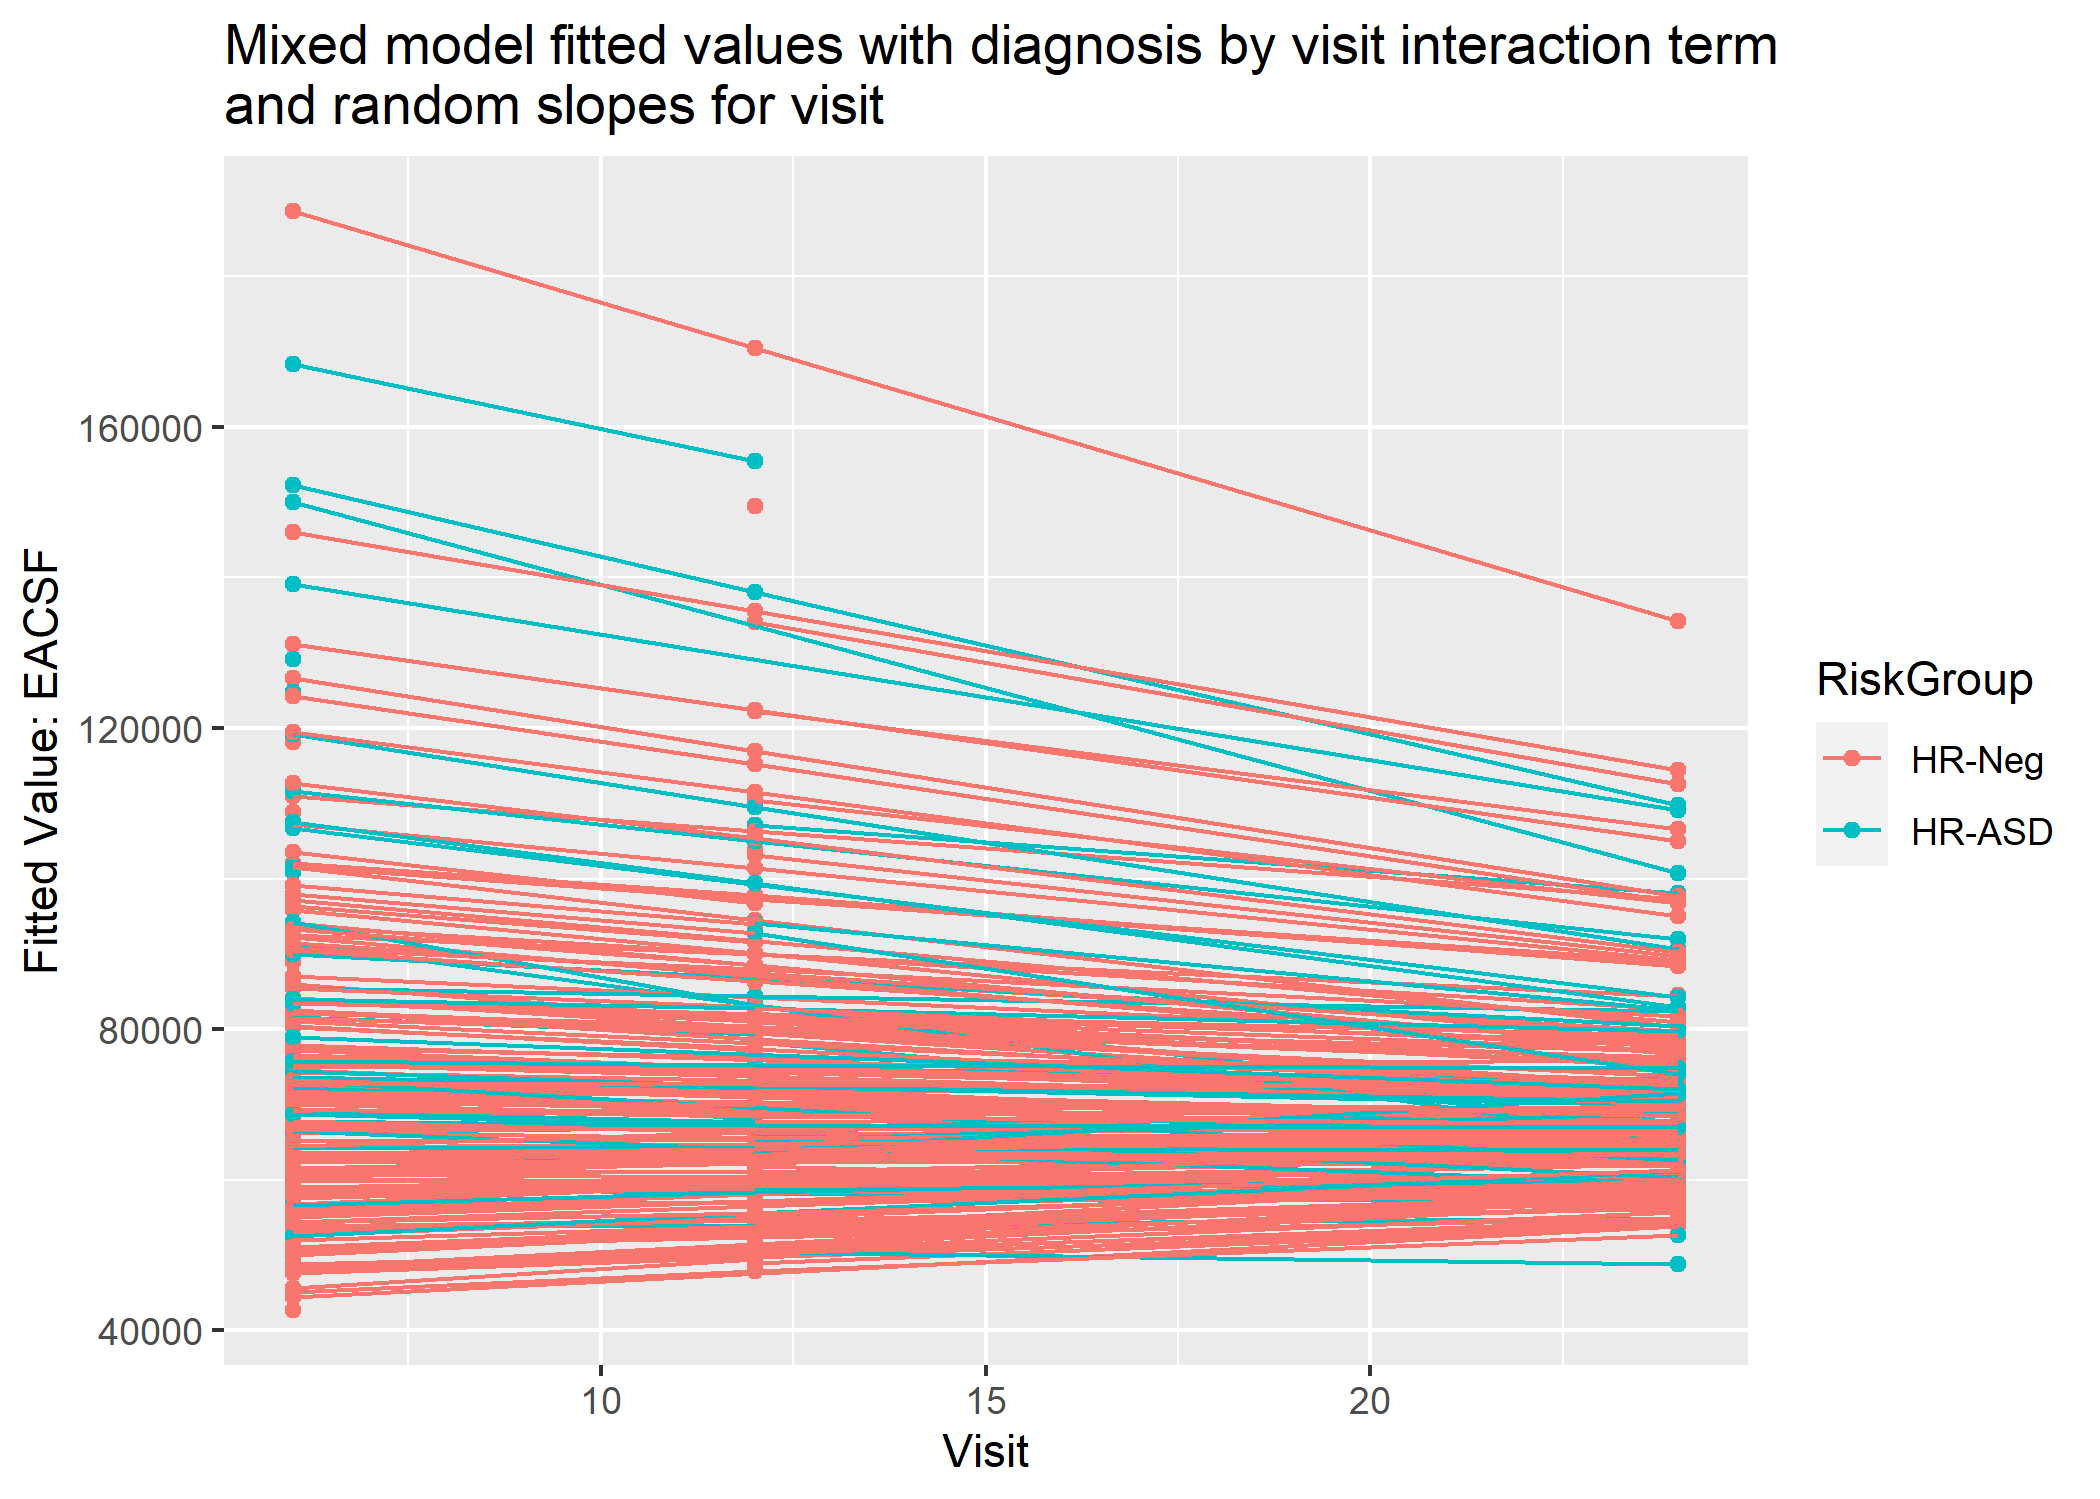 Mixed model fitted values with diagnosis by visit interaction term
and random slopes for visit
Fitted Value: EACSF
160000
120000
80000
40000
10
15
20
Visit
RiskGroup
HR-Neg
HR-ASD